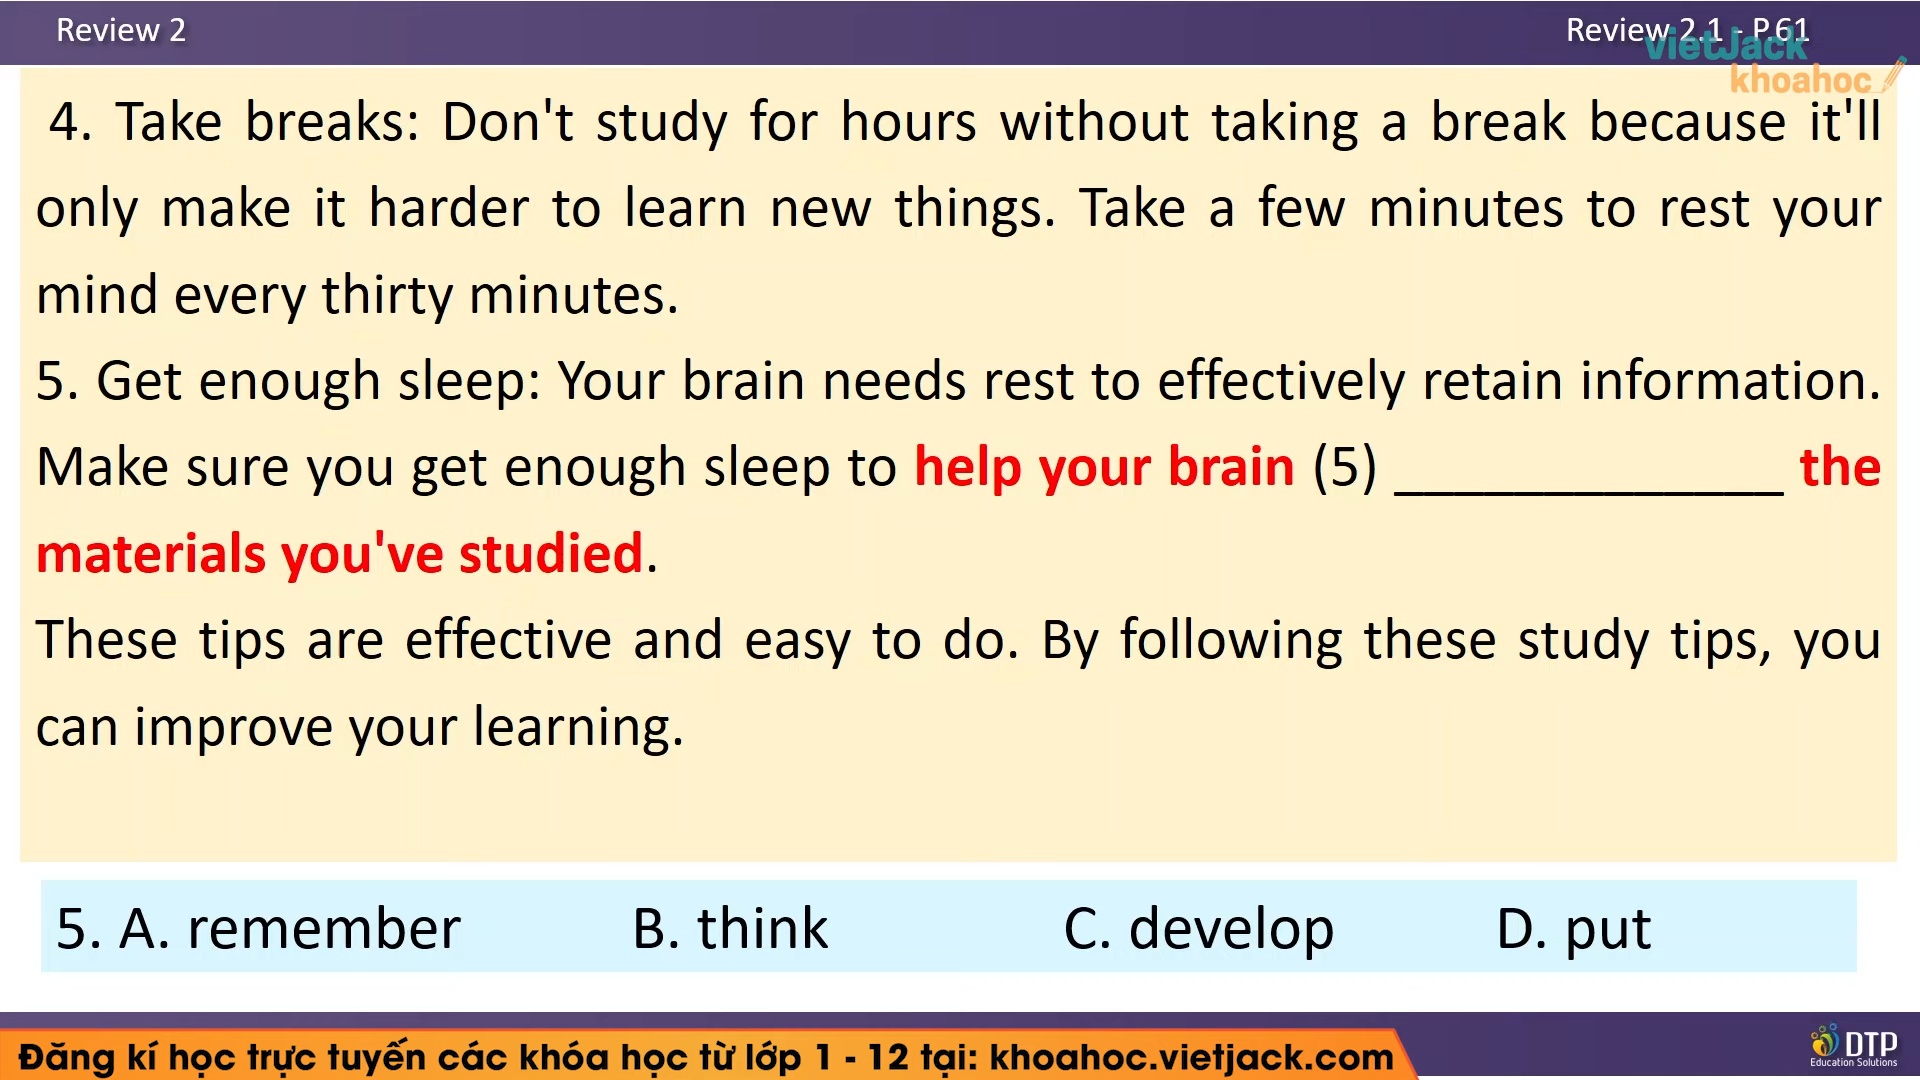 Review 2
Review 2.1 - P.61
vietJack
khoahoc
4. Take breaks: Don't study for hours without taking a break because it'll
only make it harder to learn new things. Take a few minutes to rest your
mind every thirty minutes.
5. Get enough sleep: Your brain needs rest to effectively retain information.
Make sure you get enough sleep to help your brain (5) _____________ the
materials you've studied.
These tips are effective and easy to do. By following these study tips, you
can improve your learning.
5. A. remember B. think C. develop D. put
Đăng kí học trực tuyến các khóa học từ lớp 1 - 12 tại: khoahoc.vietjack.com
DTP
Education Solutions